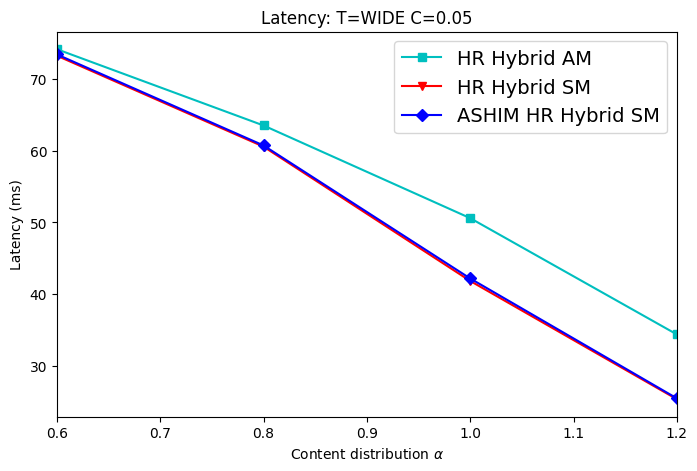 Latency: T=WIDE C=0.05
HR Hybrid AM
HR Hybrid SM
ASHIM HR Hybrid SM
Latency (ms)
70
60
50
40
30
0.6 0.7 0.8 0.9 1.0 1.1 1.2
Content distribution α